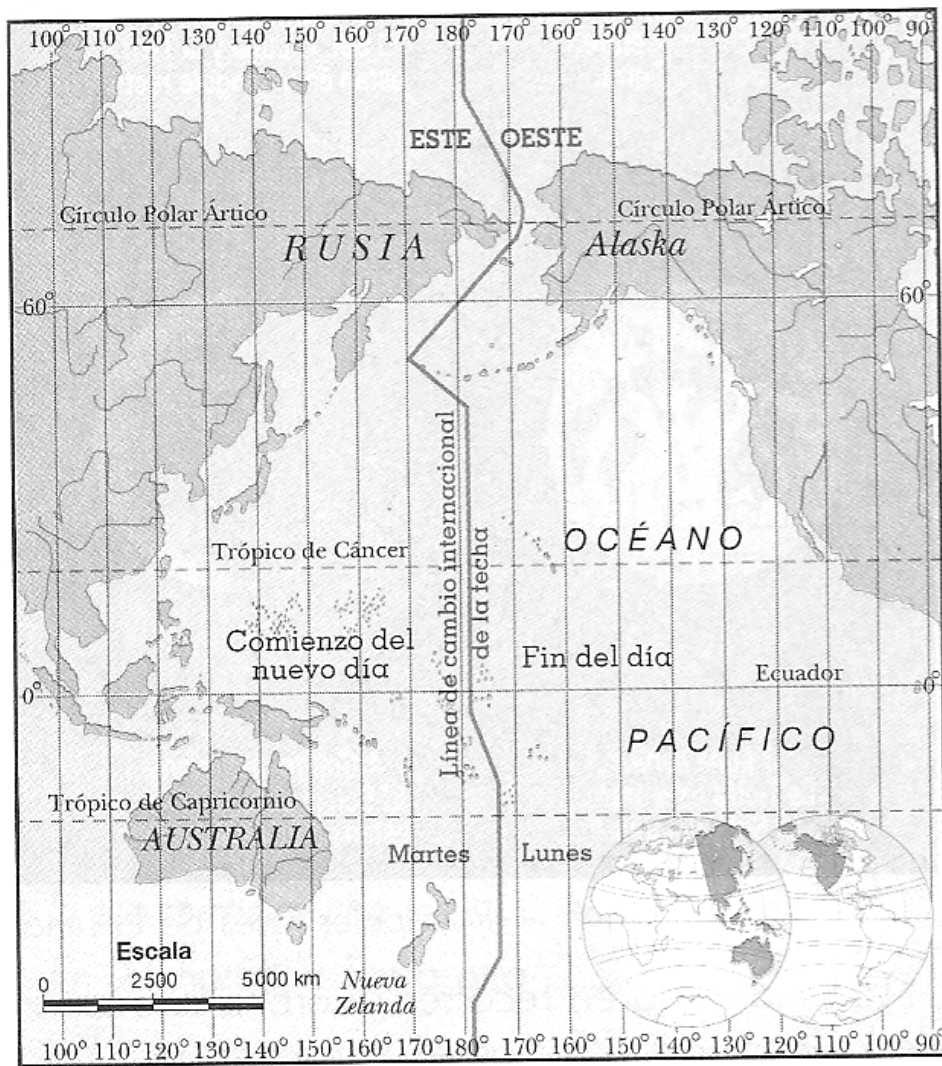 100° 110° 120° 130° 140° 150° 160° 170° 180° 170° 160° 150° 140° 130° 120° 110° 100° 90°
ESTE OESTE
Círculo Polar Ártico Círculo Polar Ártico
RUSIA Alaska
60° 60°
Línea de cambio internacional
de la fecha
OCÉANO
Trópico de Cáncer
Comienzo del
nuevo día
Fin del día
Ecuador
0° 0°
PACÍFICO
Trópico de Capricornio
AUSTRALIA
Martes Lunes
Escala
0 2500 5000 km
Nueva
Zelanda
100° 110° 120° 130° 140° 150° 160° 170° 180° 170° 160° 150° 140° 130° 120° 110° 100° 90°